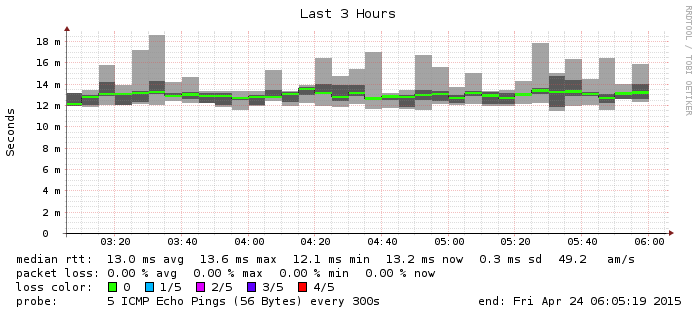 Last 3 Hours
RRDTOOL / TOBI OETIKER
Seconds
18 m
16 m
14 m
12 m
10 m
8 m
6 m
4 m
2 m
0
03:20 03:40 04:00 04:20 04:40 05:00 05:20 05:40 06:00
median rtt: 13.0 ms avg 13.6 ms max 12.1 ms min 13.2 ms now 0.3 ms sd 49.2 am/s
packet loss: 0.00 % avg 0.00 % max 0.00 % min 0.00 % now
loss color: 0 1/5 2/5 3/5 4/5
probe: 5 ICMP Echo Pings (56 Bytes) every 300s end: Fri Apr 24 06:05:19 2015